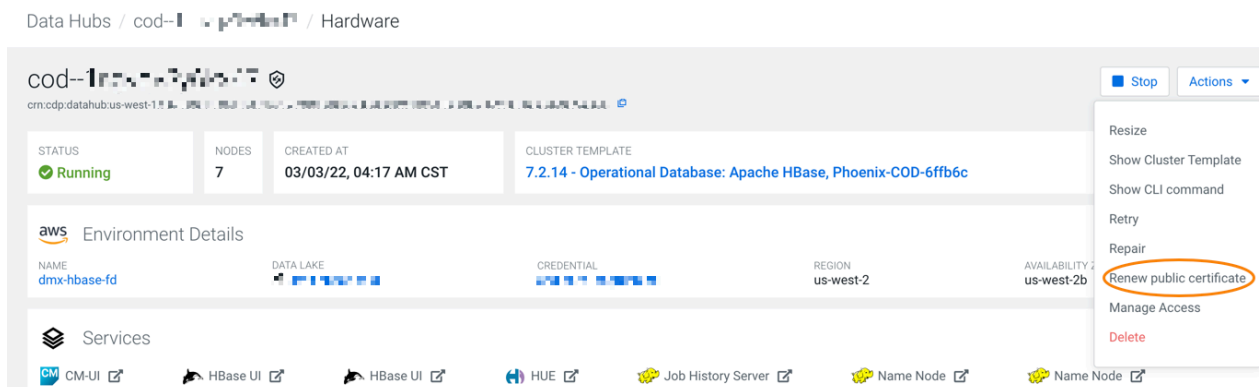 Data Hubs / cod-- / Hardware
cod--
Stop
Actions
crn:cdp:datahub:us-west-1
STATUS
Running
NODES
7
CREATED AT
03/03/22, 04:17 AM CST
CLUSTER TEMPLATE
7.2.14 - Operational Database: Apache HBase, Phoenix-COD-6ffb6c
Resize
Show Cluster Template
Show CLI command
Retry
Repair
Renew public certificate
Manage Access
Delete
aws Environment Details
NAME
dmx-hbase-fd
DATA LAKE
CREDENTIAL
REGION
us-west-2
AVAILABILITY
us-west-2b
Services
CM CM-UI
HBase UI
HBase UI
HUE
Job History Server
Name Node
Name Node